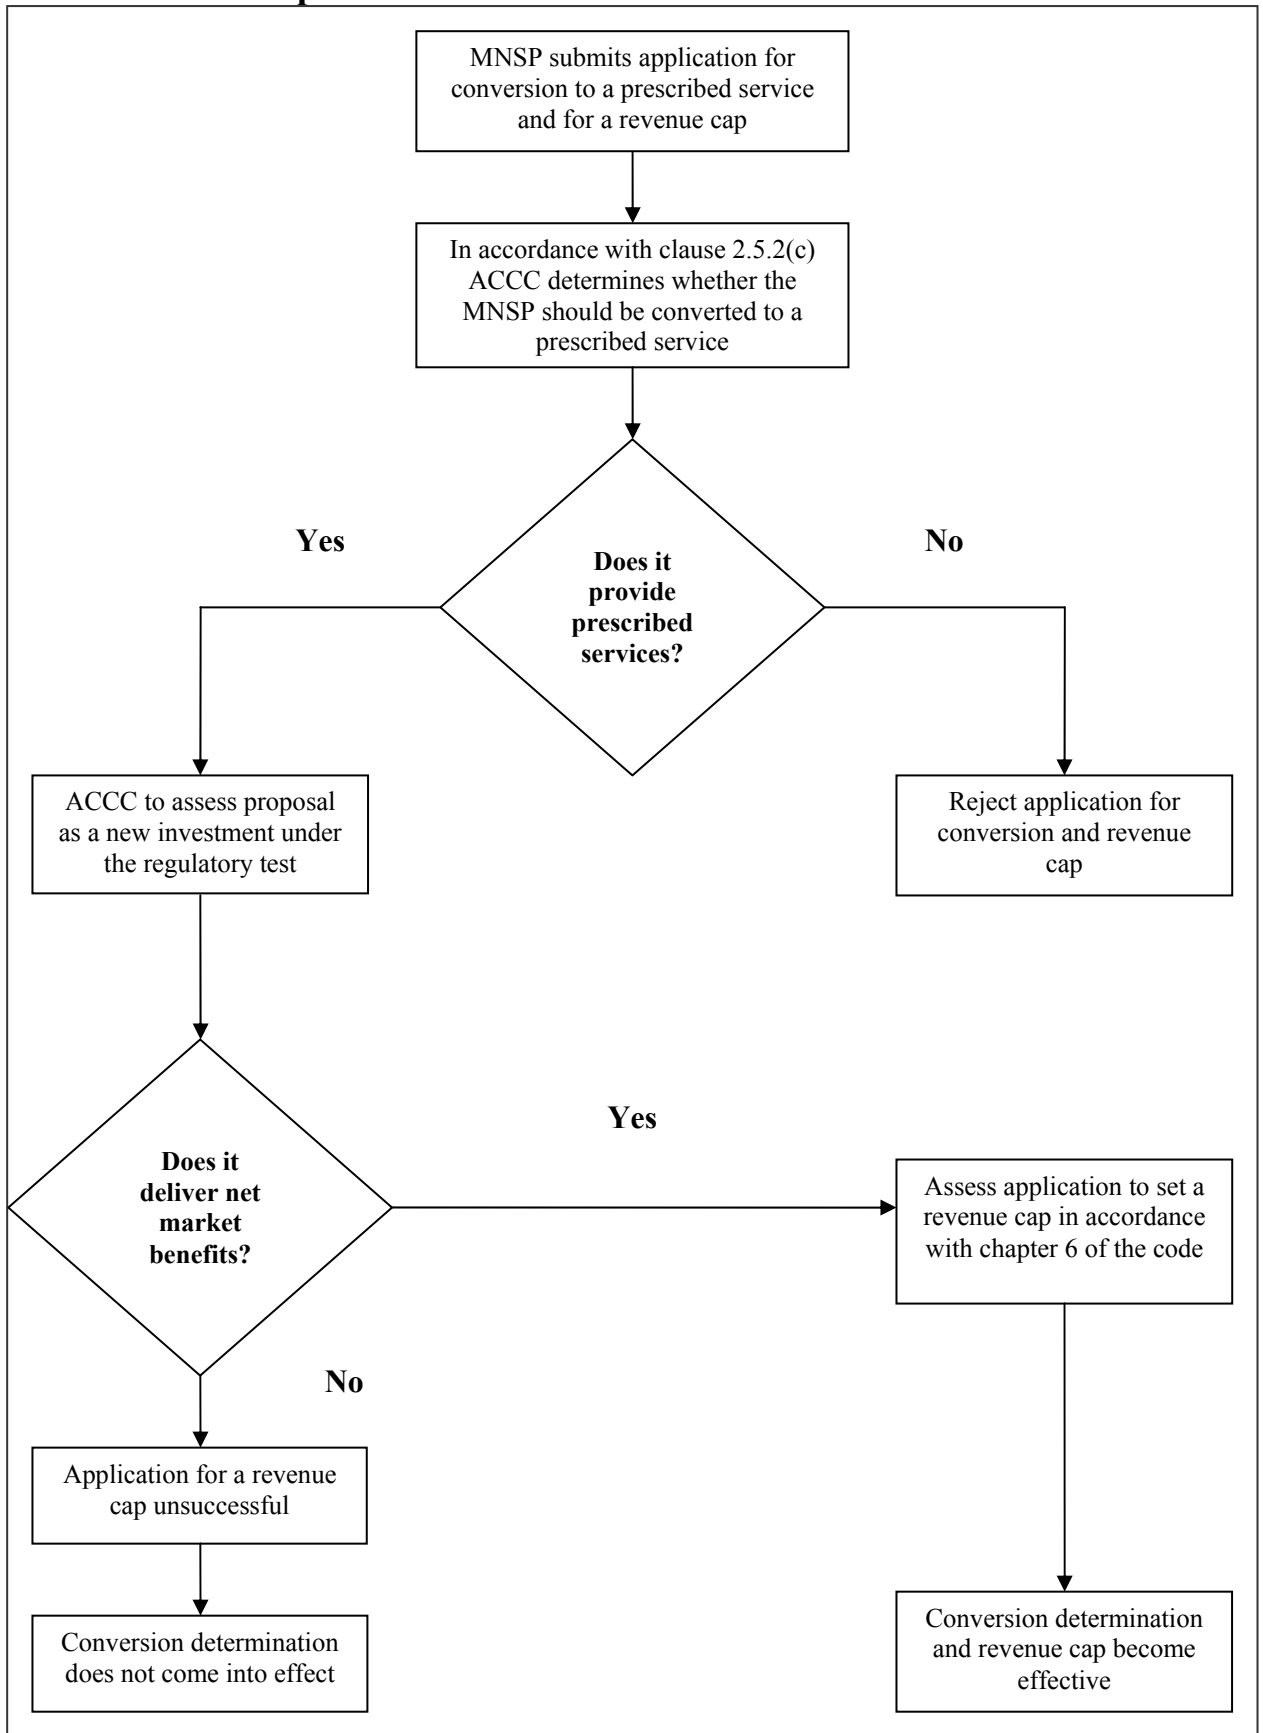 MNSP submits application for
conversion to a prescribed service
and for a revenue cap
In accordance with clause 2.5.2(c)
ACCC determines whether the
MNSP should be converted to a
prescribed service
Yes
No
Does it
provide
prescribed
services?
ACCC to assess proposal
as a new investment under
the regulatory test
Reject application for
conversion and revenue
cap
Does it
deliver net
market
benefits?
Yes
Assess application to set a
revenue cap in accordance
with chapter 6 of the code
No
Application for a revenue
cap unsuccessful
Conversion determination
does not come into effect
Conversion determination
and revenue cap become
effective